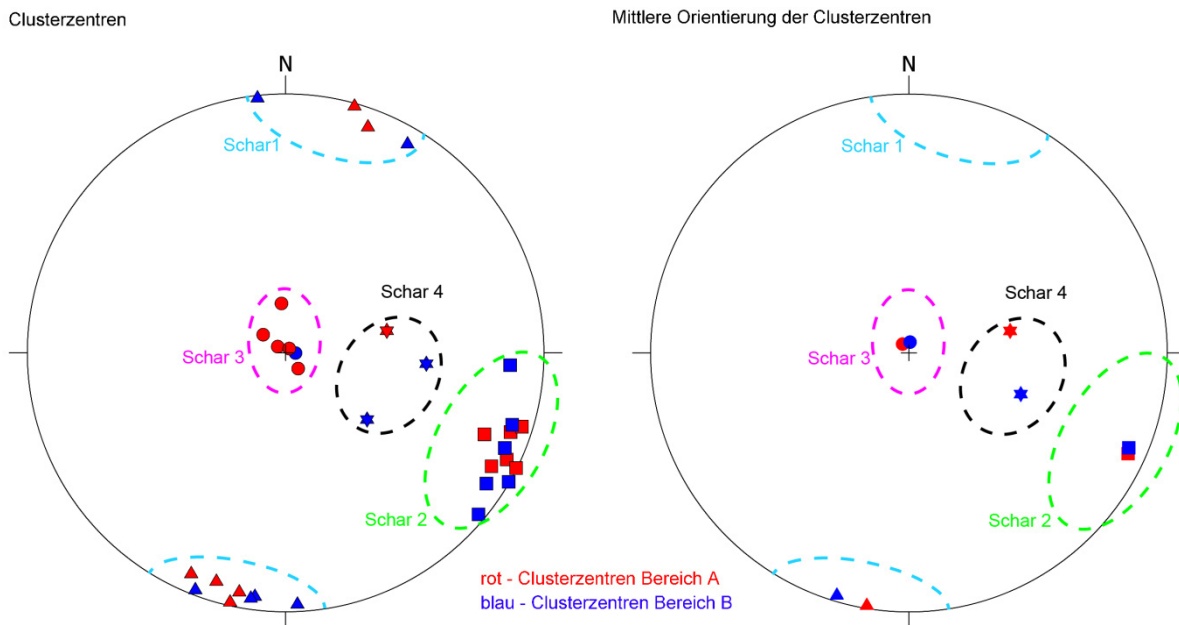 Clusterzentren
Mittlere Orientierung der Clusterzentren
N
Schar1
Schar 3
Schar 4
Schar 2
N
Schar 1
Schar 3
Schar 4
Schar 2
rot - Clusterzentren Bereich A
blau - Clusterzentren Bereich B